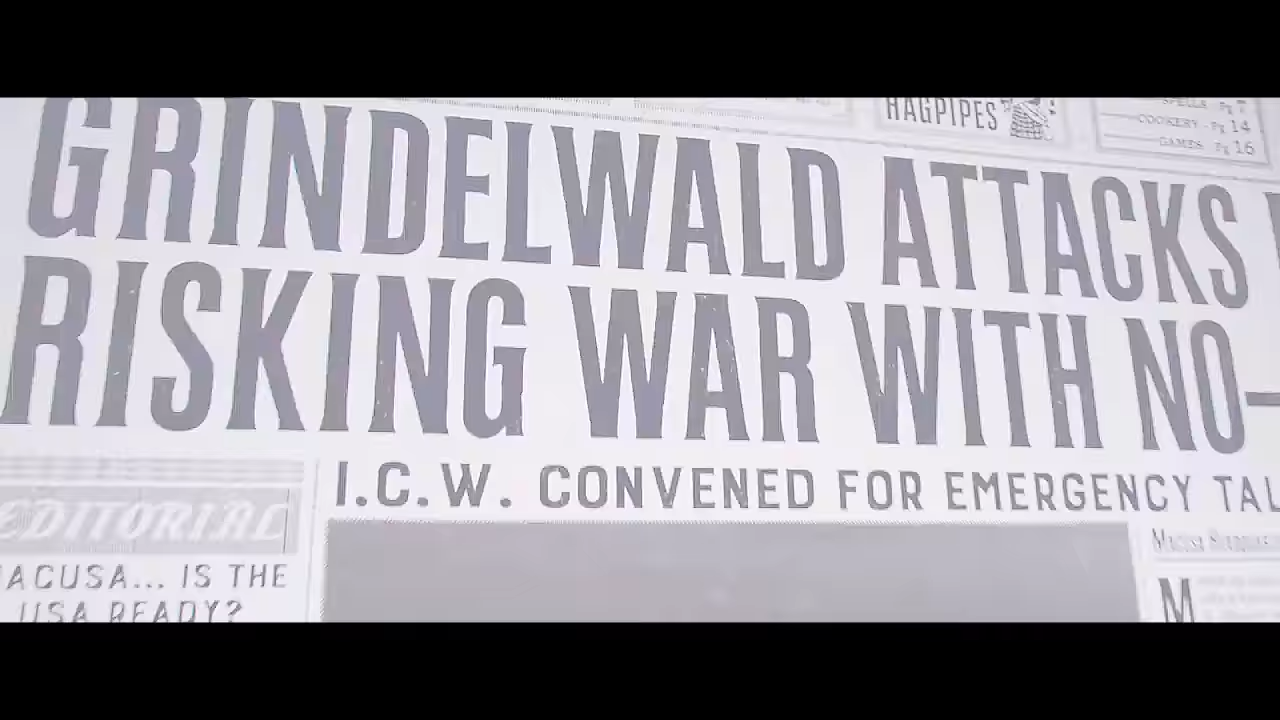 HAGPIPES
SPELLS Pg 7
COOKERY Pg 14
GAMES Pg 16
GRINDELWALD ATTACKS
RISKING WAR WITH NO-
I.C.W. CONVENED FOR EMERGENCY TAL
EDITORIAL
MACUSA... IS THE
USA READY?
M